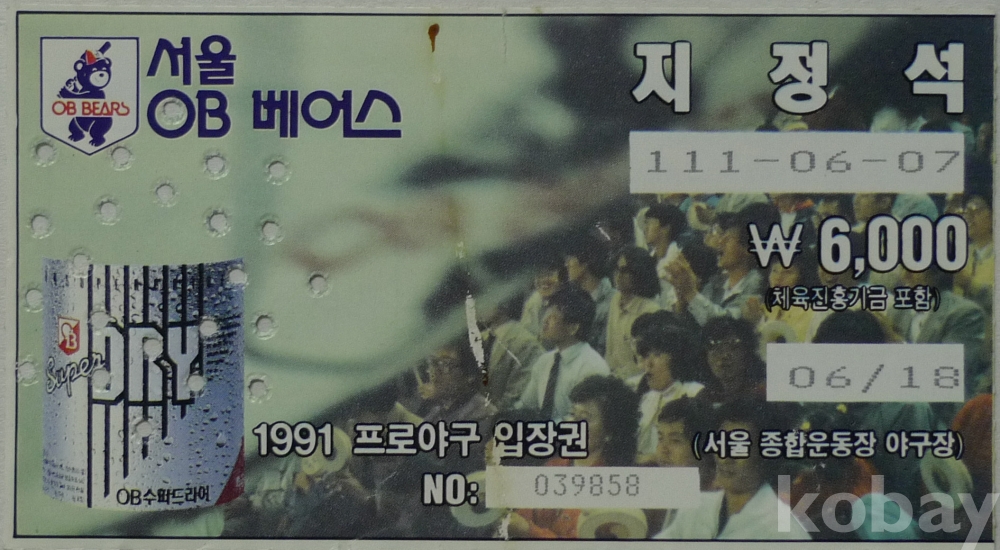 서울
OB 베어스
OB BEARS
지정석
111-06-07
₩ 6,000
(체육진흥기금 포함)
06/18
OB
Super DRY
OB수퍼드라이
1991 프로야구 입장권
(서울 종합운동장 야구장)
NO: 039858
kobay